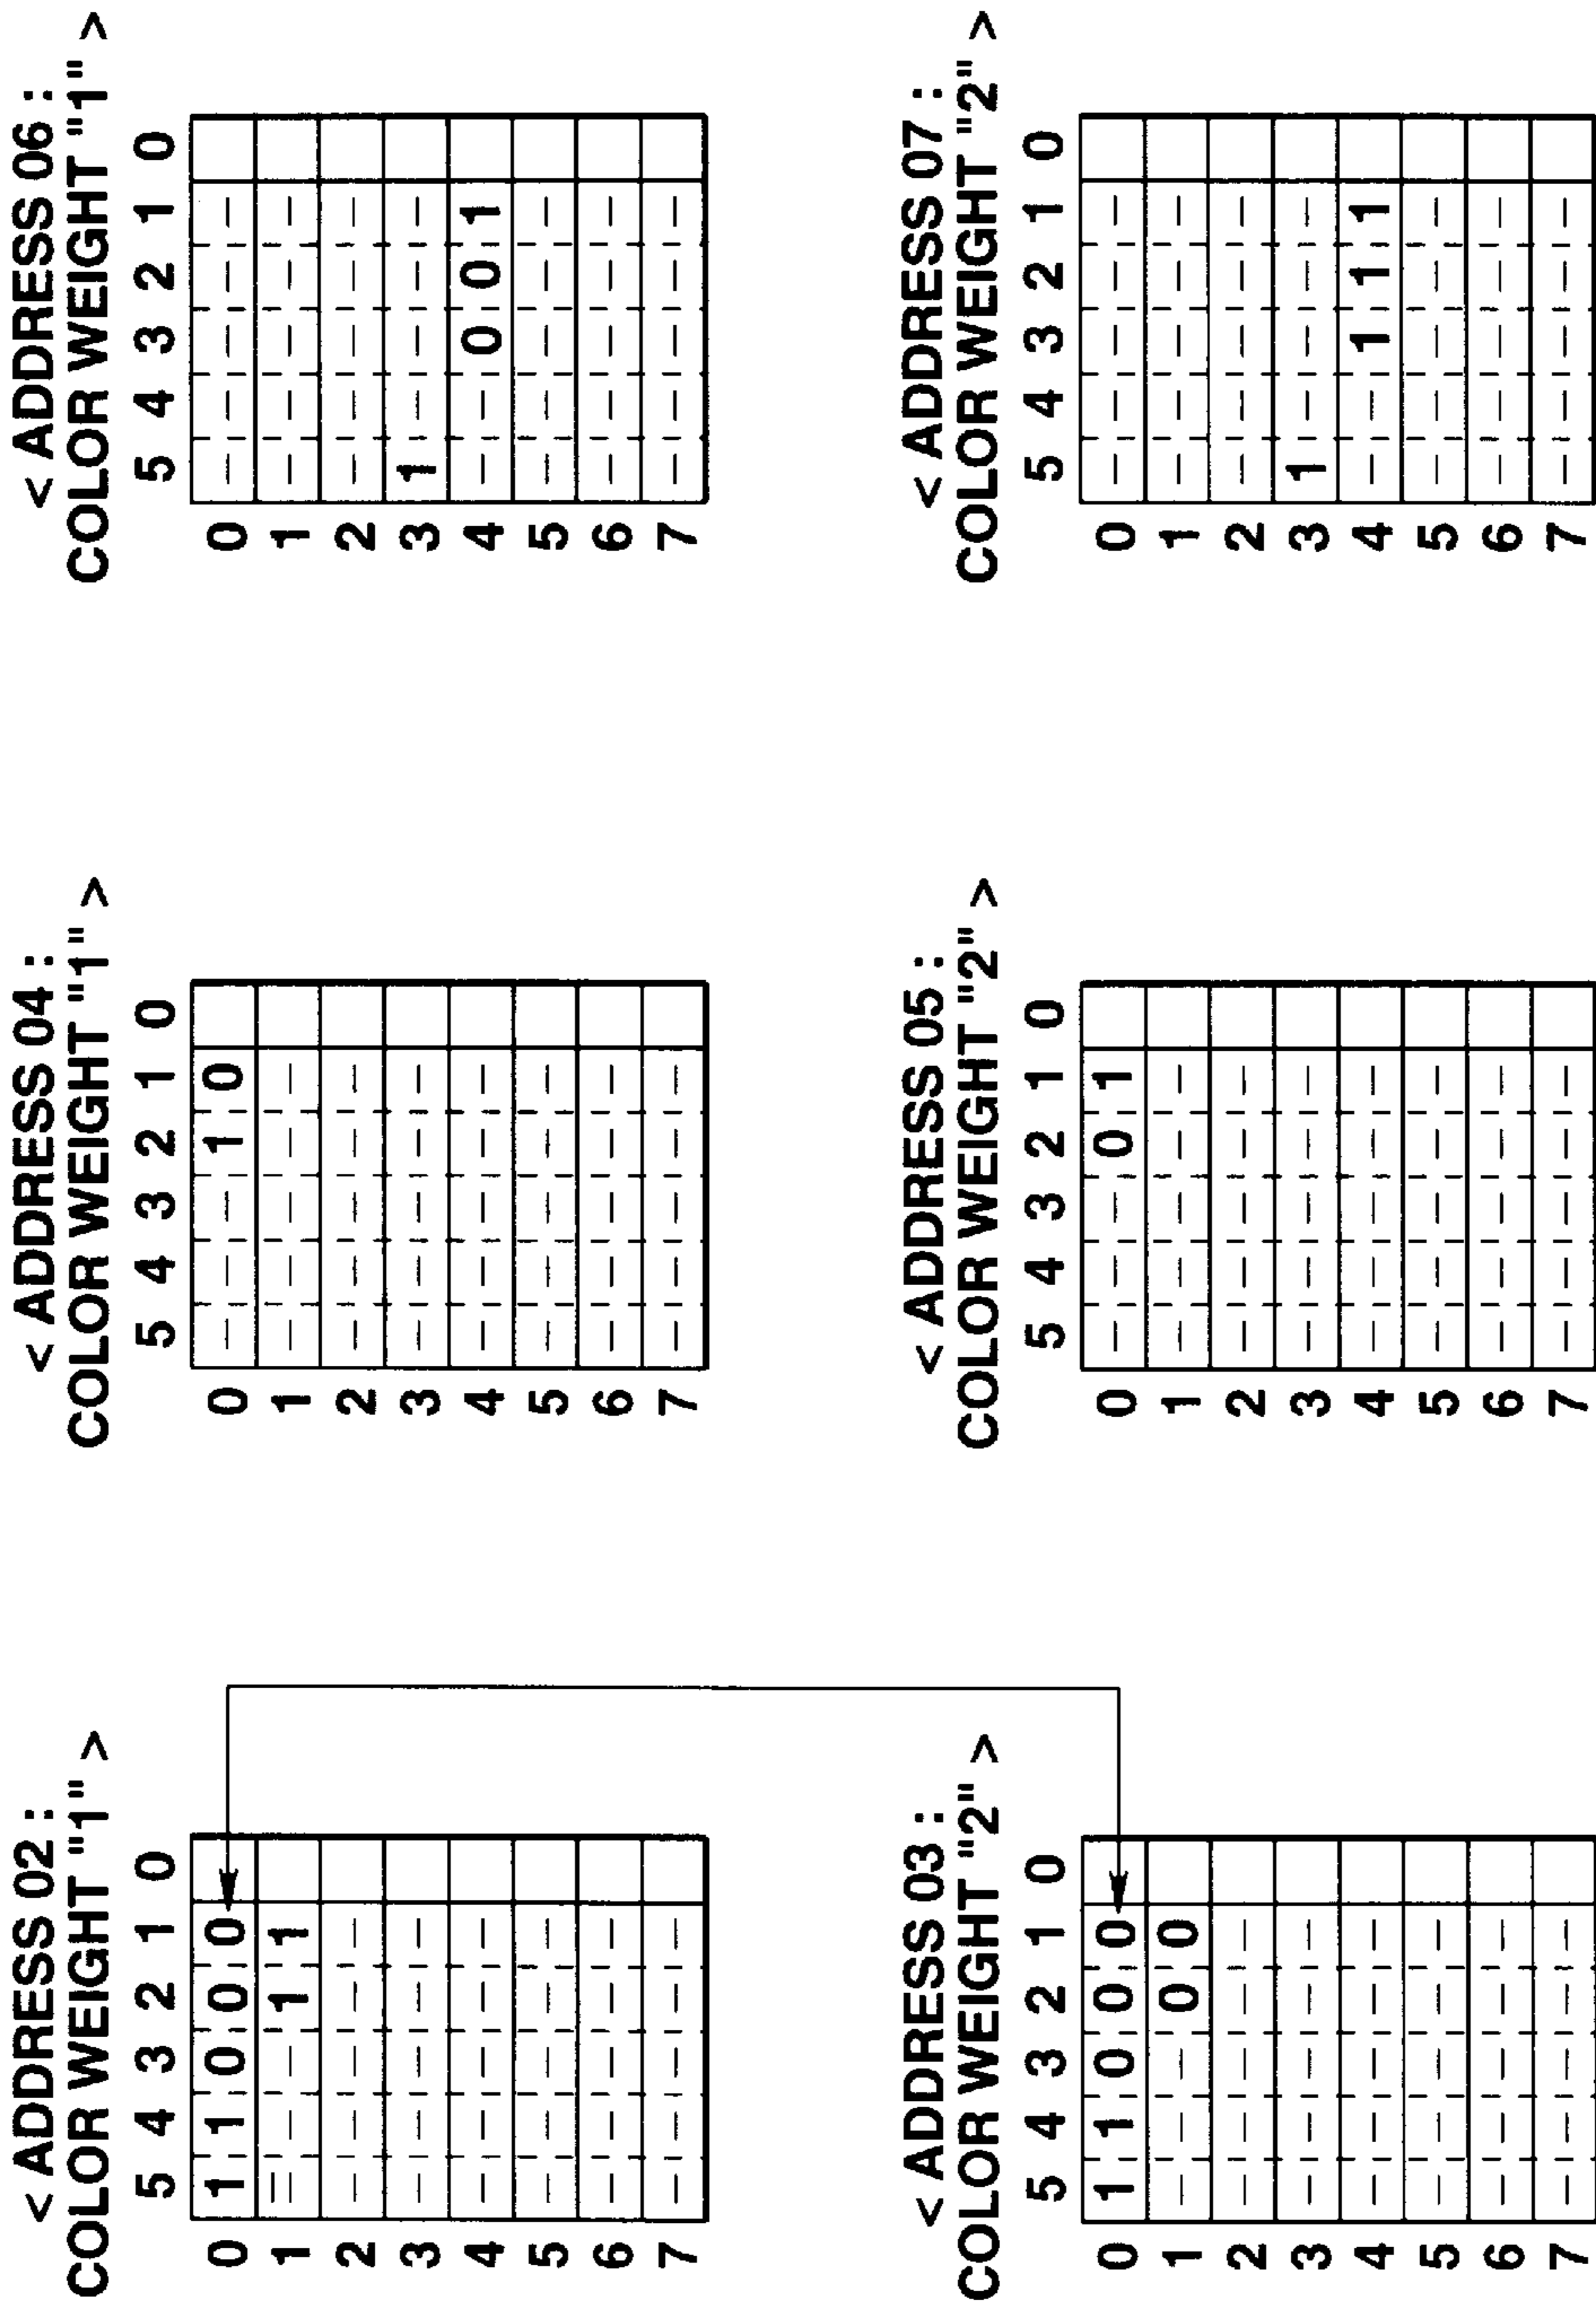 < ADDRESS 02 :
COLOR WEIGHT "1" >
5 4 3 2 1 0
0 1 1 0 0 0
1 – – – 1 1
2 – – – – –
3 – – – – –
4 – – – – –
5 – – – – –
6 – – – – –
7 – – – – –
< ADDRESS 04 :
COLOR WEIGHT "1" >
5 4 3 2 1 0
0 – – – 1 0
1 – – – – –
2 – – – – –
3 – – – – –
4 – – – – –
5 – – – – –
6 – – – – –
7 – – – – –
< ADDRESS 06 :
COLOR WEIGHT "1" >
5 4 3 2 1 0
0 – – – – –
1 – – – – –
2 – – – – –
3 1 – – – –
4 – – 0 0 1
5 – – – – –
6 – – – – –
7 – – – – –
< ADDRESS 03 :
COLOR WEIGHT "2" >
5 4 3 2 1 0
0 1 1 0 0 0
1 – – – 0 0
2 – – – – –
3 – – – – –
4 – – – – –
5 – – – – –
6 – – – – –
7 – – – – –
< ADDRESS 05 :
COLOR WEIGHT "2" >
5 4 3 2 1 0
0 – – – 0 1
1 – – – – –
2 – – – – –
3 – – – – –
4 – – – – –
5 – – – – –
6 – – – – –
7 – – – – –
< ADDRESS 07 :
COLOR WEIGHT "2" >
5 4 3 2 1 0
0 – – – – –
1 – – – – –
2 – – – – –
3 1 – – – –
4 – – 1 1 1
5 – – – – –
6 – – – – –
7 – – – – –